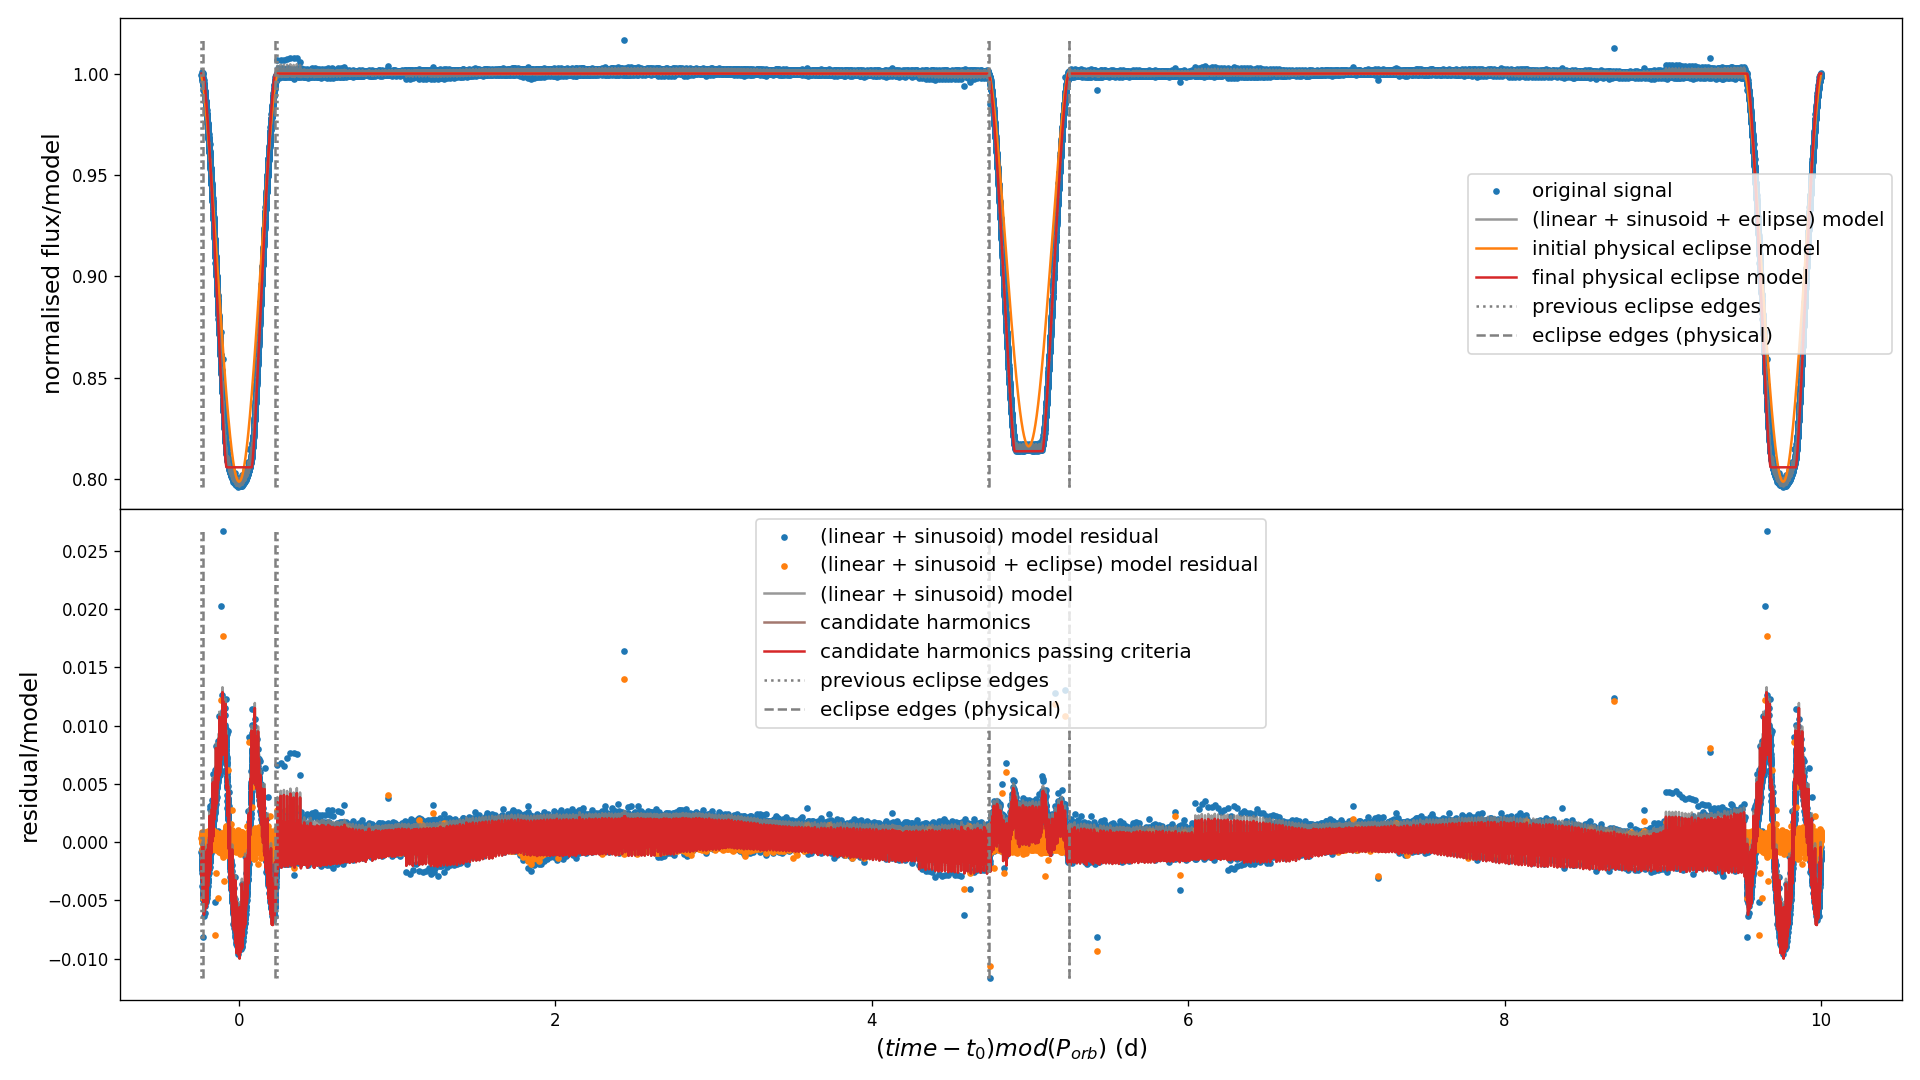 normalised flux/model
1.00
0.95
0.90
0.85
0.80
original signal
(linear + sinusoid + eclipse) model
initial physical eclipse model
final physical eclipse model
previous eclipse edges
eclipse edges (physical)
residual/model
0.025
0.020
0.015
0.010
0.005
0.000
−0.005
−0.010
(linear + sinusoid) model residual
(linear + sinusoid + eclipse) model residual
(linear + sinusoid) model
candidate harmonics
candidate harmonics passing criteria
previous eclipse edges
eclipse edges (physical)
0 2 4 6 8 10
(time − t₀)mod(P_orb) (d)